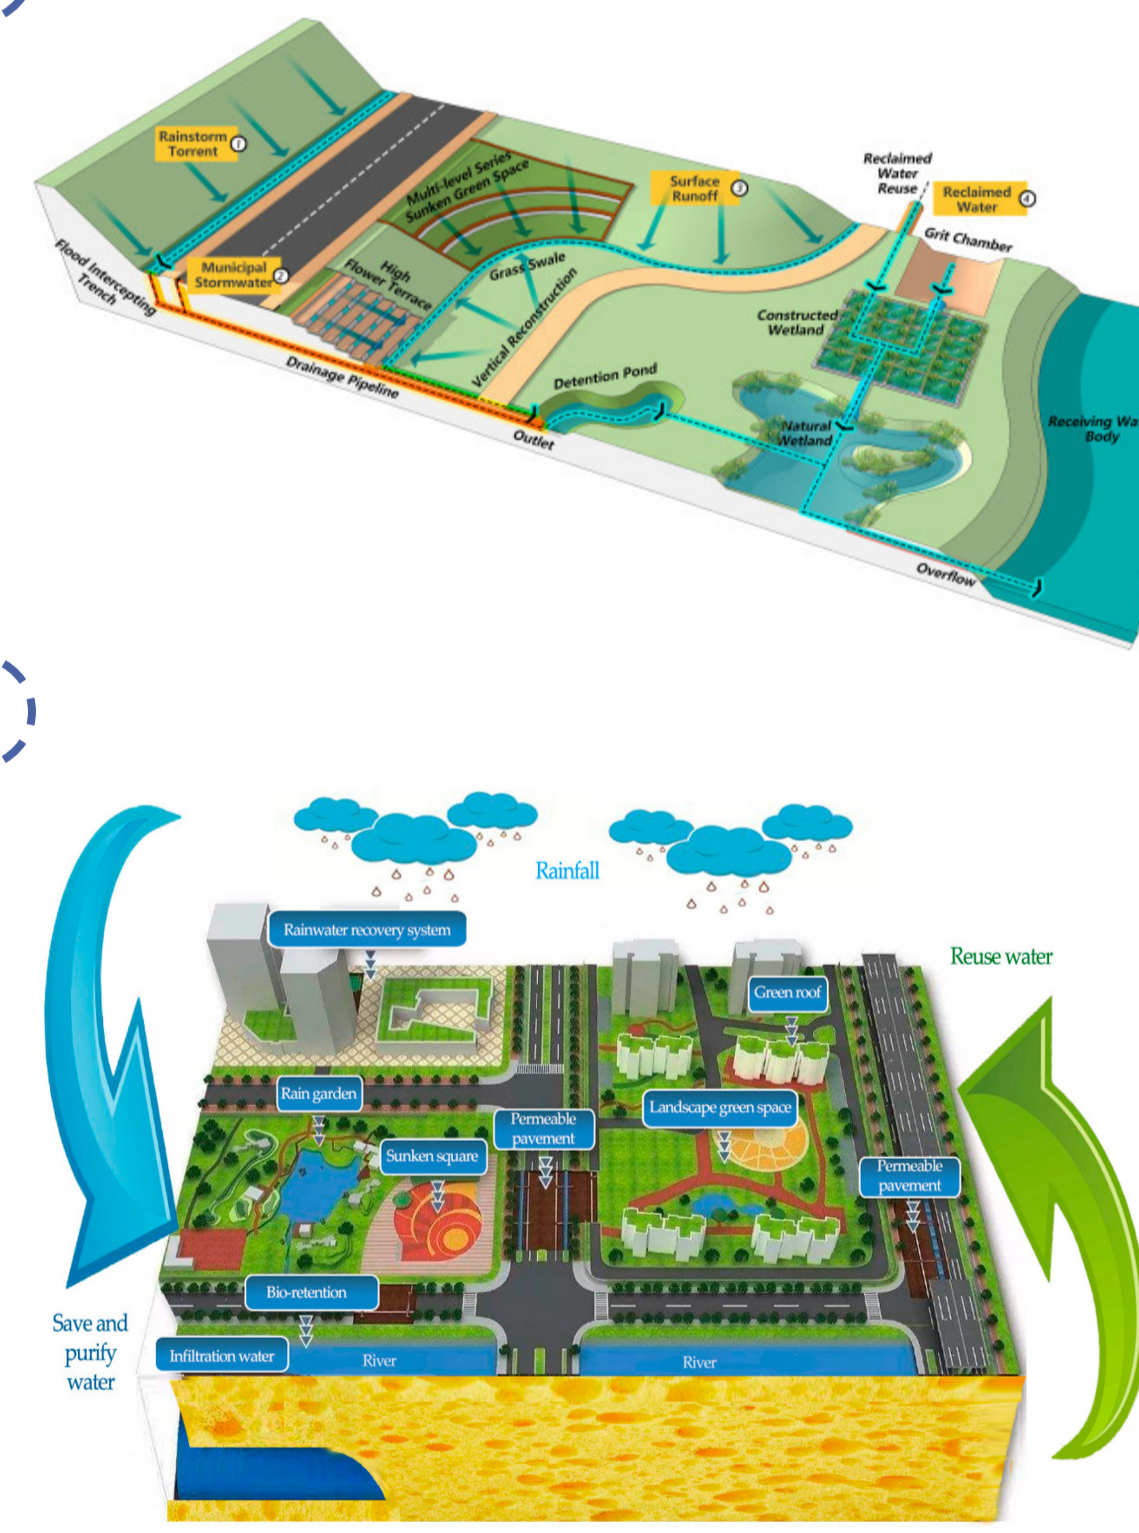 Rainstorm
Torrent
1
Multi-level Series
Sunken Green Space
Surface
Runoff
3
Reclaimed
Water
Reuse
Reclaimed
Water
4
Grit Chamber
Flood Intercepting
Trench
Municipal
Stormwater
2
High
Flower Terrace
Grass Swale
Vertical Reconstruction
Constructed
Wetland
Drainage Pipeline
Detention Pond
Outlet
Natural
Wetland
Receiving Wa
Body
Overflow
Rainfall
Rainwater recovery system
Reuse water
Green roof
Rain garden
Landscape green space
Permeable
pavement
Sunken square
Permeable
pavement
Bio-retention
Save and
purify
water
Infiltration water
River
River